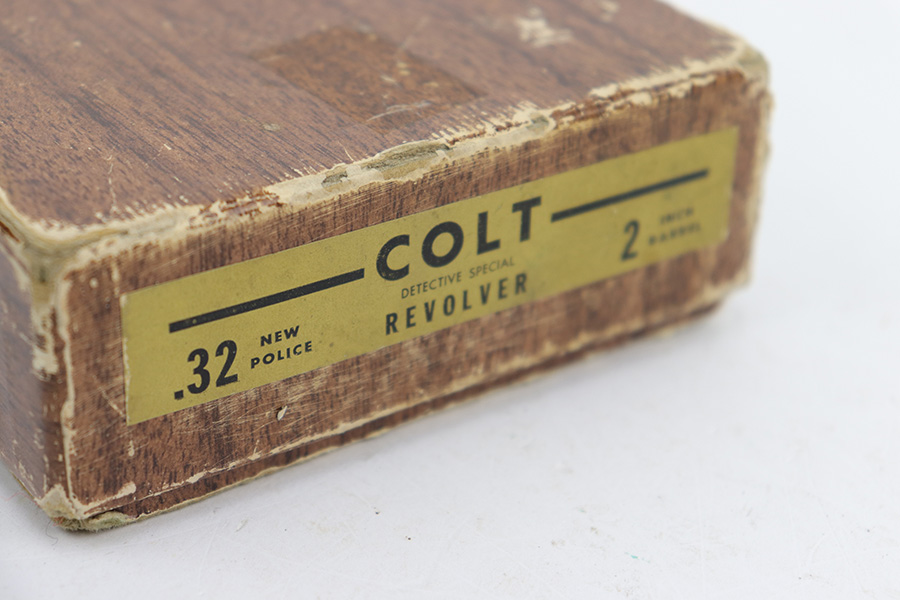 COLT
DETECTIVE SPECIAL
REVOLVER
.32 NEW POLICE
2 INCH BARREL